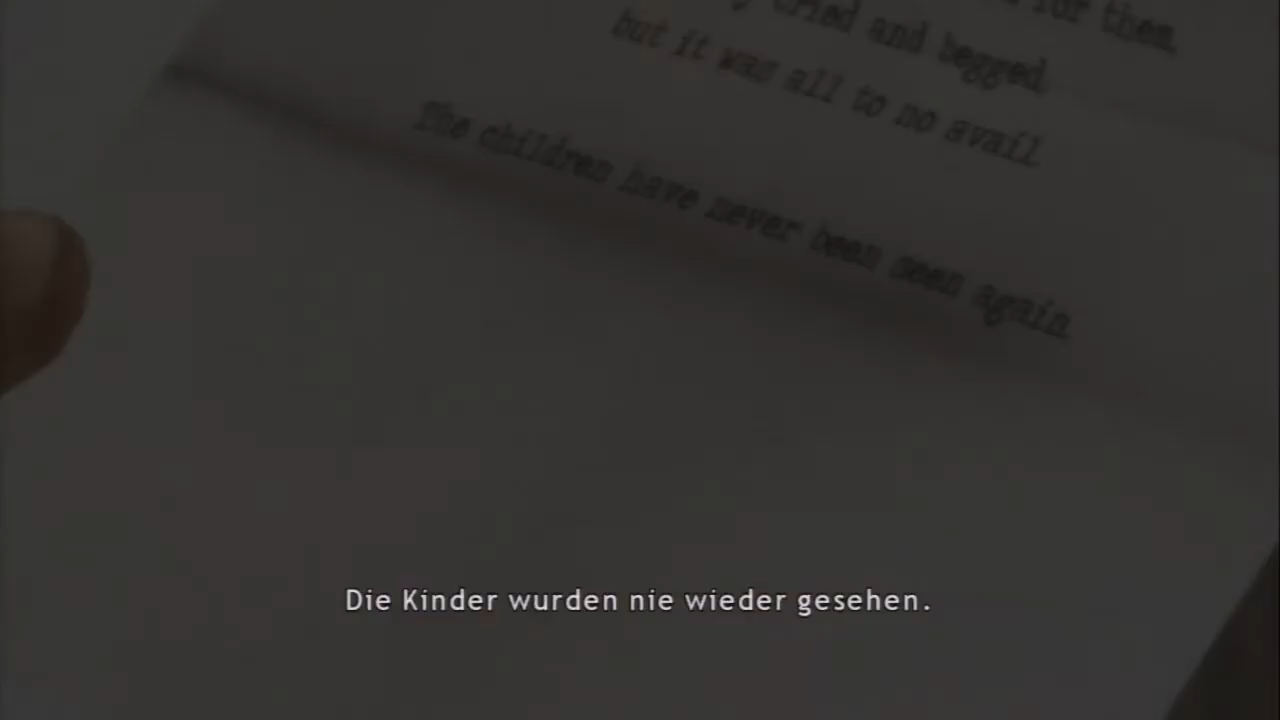 for them,
cried and begged,
but it was all to no avail
The children have never been seen again
Die Kinder wurden nie wieder gesehen.